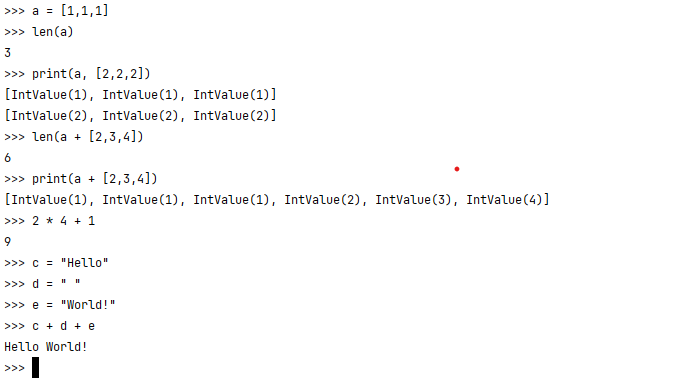 >>> a = [1,1,1]
>>> len(a)
3
>>> print(a, [2,2,2])
[IntValue(1), IntValue(1), IntValue(1)]
[IntValue(2), IntValue(2), IntValue(2)]
>>> len(a + [2,3,4])
6
>>> print(a + [2,3,4])
[IntValue(1), IntValue(1), IntValue(1), IntValue(2), IntValue(3), IntValue(4)]
>>> 2 * 4 + 1
9
>>> c = "Hello"
>>> d = " "
>>> e = "World!"
>>> c + d + e
Hello World!
>>>